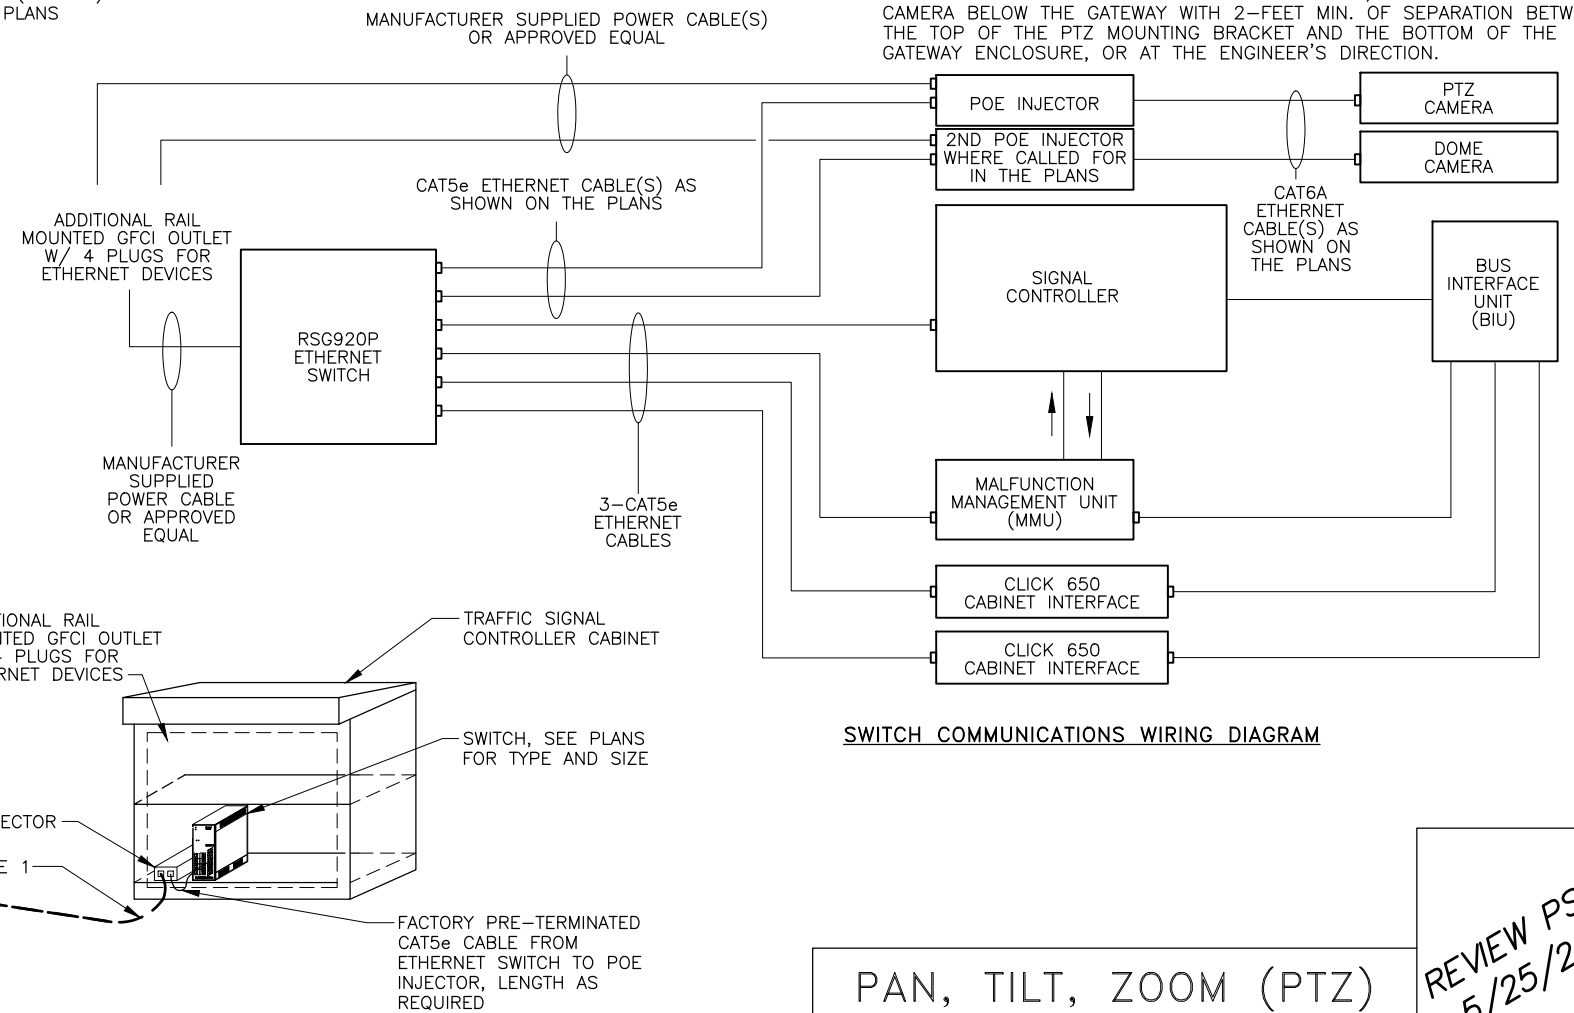 PLANS
MANUFACTURER SUPPLIED POWER CABLE(S)
OR APPROVED EQUAL
CAMERA BELOW THE GATEWAY WITH 2-FEET MIN. OF SEPARATION
THE TOP OF THE PTZ MOUNTING BRACKET AND THE BOTTOM OF THE
GATEWAY ENCLOSURE, OR AT THE ENGINEER'S DIRECTION.
POE INJECTOR
PTZ
CAMERA
2ND POE INJECTOR
WHERE CALLED FOR
IN THE PLANS
DOME
CAMERA
CAT5e ETHERNET CABLE(S) AS
SHOWN ON THE PLANS
CAT6A
ETHERNET
CABLE(S) AS
SHOWN ON
THE PLANS
ADDITIONAL RAIL
MOUNTED GFCI OUTLET
W/ 4 PLUGS FOR
ETHERNET DEVICES
RSG920P
ETHERNET
SWITCH
SIGNAL
CONTROLLER
BUS
INTERFACE
UNIT
(BIU)
MANUFACTURER
SUPPLIED
POWER CABLE
OR APPROVED
EQUAL
3-CAT5e
ETHERNET
CABLES
MALFUNCTION
MANAGEMENT UNIT
(MMU)
CLICK 650
CABINET INTERFACE
CLICK 650
CABINET INTERFACE
SWITCH COMMUNICATIONS WIRING DIAGRAM
RAIL
GFCI OUTLET
PLUGS FOR
DEVICES
TRAFFIC SIGNAL
CONTROLLER CABINET
SWITCH, SEE PLANS
FOR TYPE AND SIZE
1
FACTORY PRE-TERMINATED
CAT5e CABLE FROM
ETHERNET SWITCH TO POE
INJECTOR, LENGTH AS
REQUIRED
PAN, TILT, ZOOM (PTZ)
REVIEW